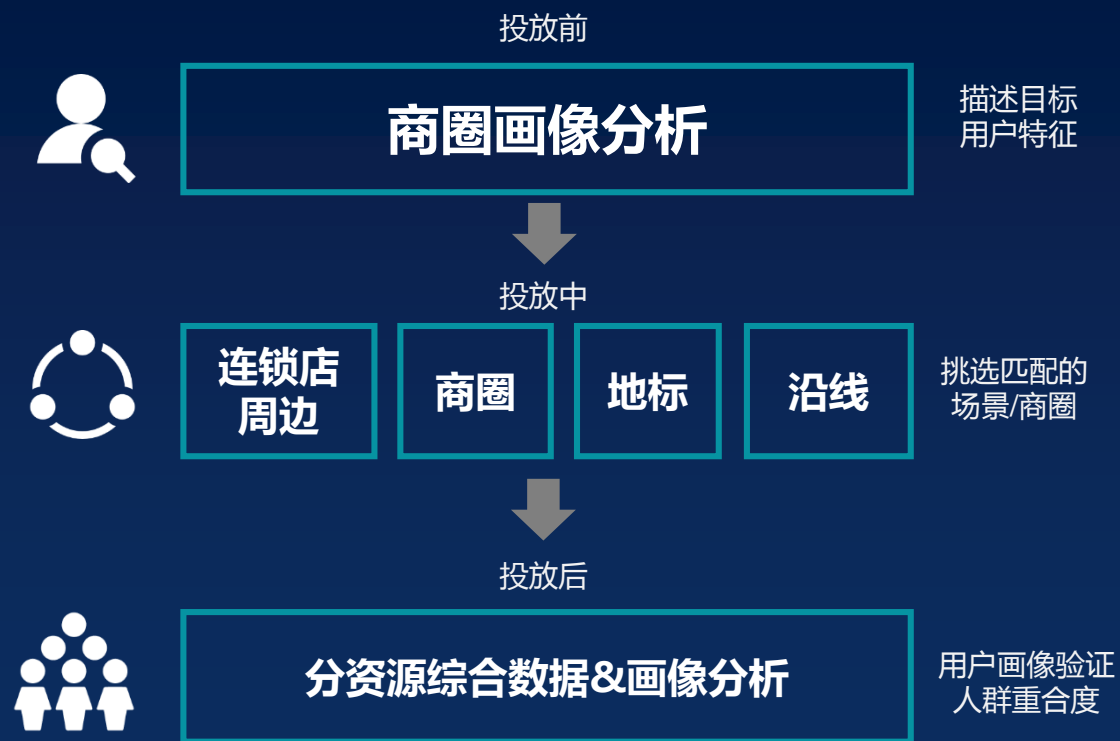 投放前
商圈画像分析
描述目标
用户特征
投放中
连锁店
周边
商圈
地标
沿线
挑选匹配的
场景/商圈
投放后
分资源综合数据&画像分析
用户画像验证
人群重合度